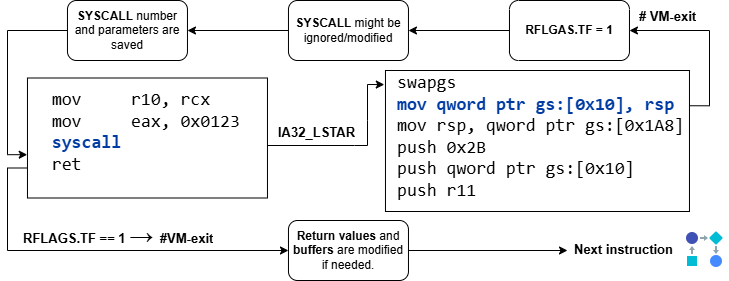 SYSCALL number
and parameters are
saved
SYSCALL might be
ignored/modified
RFLGAS.TF = 1
# VM-exit
mov r10, rcx
mov eax, 0x0123
syscall
ret
IA32_LSTAR
swapgs
mov qword ptr gs:[0x10], rsp
mov rsp, qword ptr gs:[0x1A8]
push 0x2B
push qword ptr gs:[0x10]
push r11
RFLAGS.TF == 1 → #VM-exit
Return values and
buffers are modified
if needed.
Next instruction